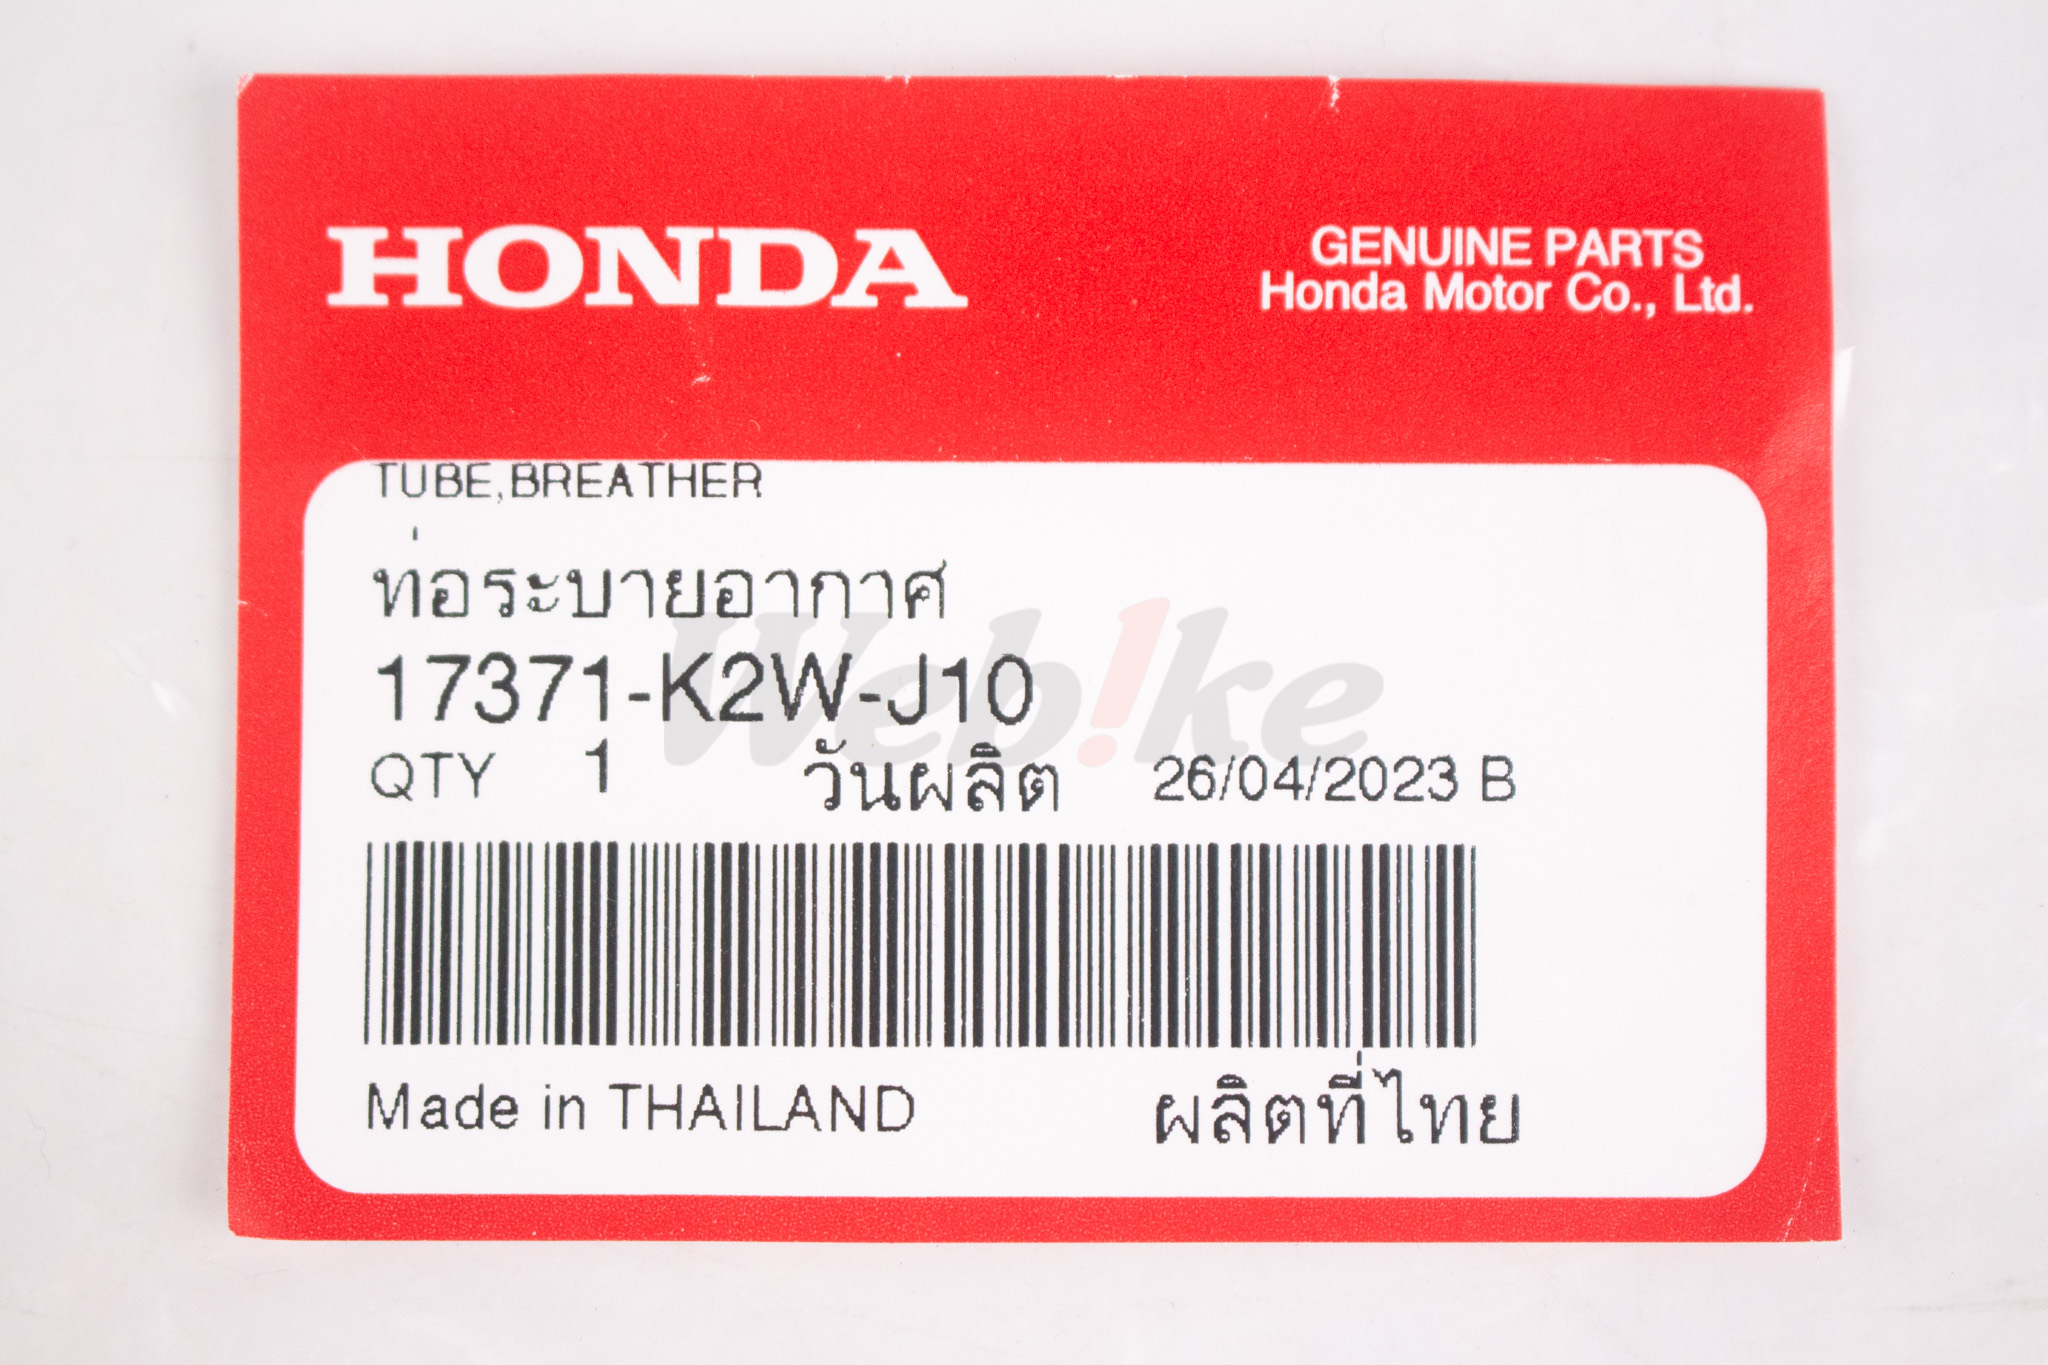 HONDA
GENUINE PARTS
Honda Motor Co., Ltd.
TUBE,BREATHER
ท่อระบายอากาศ
17371-K2W-J10
Web!ke
QTY 1 วันผลิต 26/04/2023 B
Made in THAILAND ผลิตที่ไทย